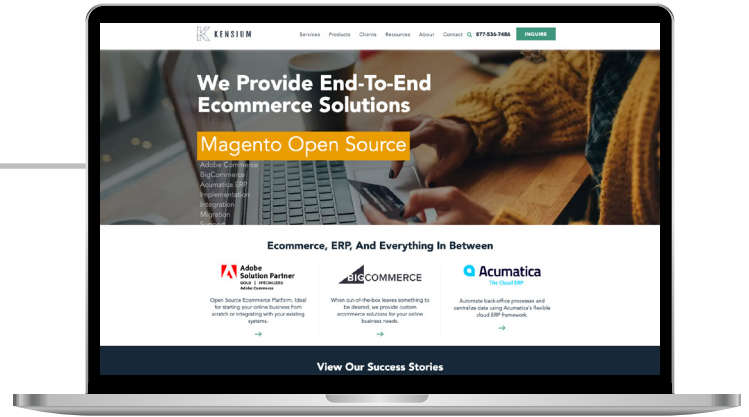 KENSIUM
Services Products Clients Resources About Contact 877-536-7486 INQUIRE
We Provide End-To-End
Ecommerce Solutions
Magento Open Source
Adobe Commerce
BigCommerce
Acumatica ERP
Implementation
Integration
Migration
Support
Ecommerce, ERP, And Everything In Between
Adobe
Solution Partner
GOLD | SPECIALIZED
Adobe Commerce
BIGCOMMERCE
Acumatica
The Cloud ERP
Open Source Ecommerce Platform. Ideal
for starting your online business from
scratch or integrating with your existing
systems.
When out-of-the-box leaves something to
be desired, we provide custom
ecommerce solutions for your online
business needs.
Automate back-office processes and
centralize data using Acumatica's flexible
cloud ERP framework.
View Our Success Stories